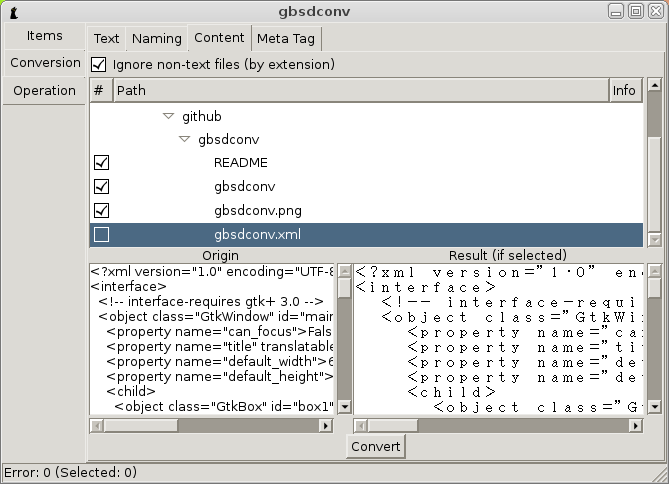 gbsdconv
Items
Conversion
Operation
Text Naming Content Meta Tag
Ignore non-text files (by extension)
# Path Info
github
gbsdconv
README
gbsdconv
gbsdconv.png
gbsdconv.xml
Origin
<?xml version="1.0" encoding="UTF-8
<interface>
<!-- interface-requires gtk+ 3.0 -->
<object class="GtkWindow" id="main
<property name="can_focus">Fals
<property name="title" translatable
<property name="default_width">6
<property name="default_height">
<child>
<object class="GtkBox" id="box1"
Result (if selected)
<?xml version=”1·0” enc
<interface>
<!-- interface-requi
<object class=”GtkWin
<property name=”car
<property name=”ti
<property name=”de
<property name=”de
<child>
<object class=”G
Convert
Error: 0 (Selected: 0)